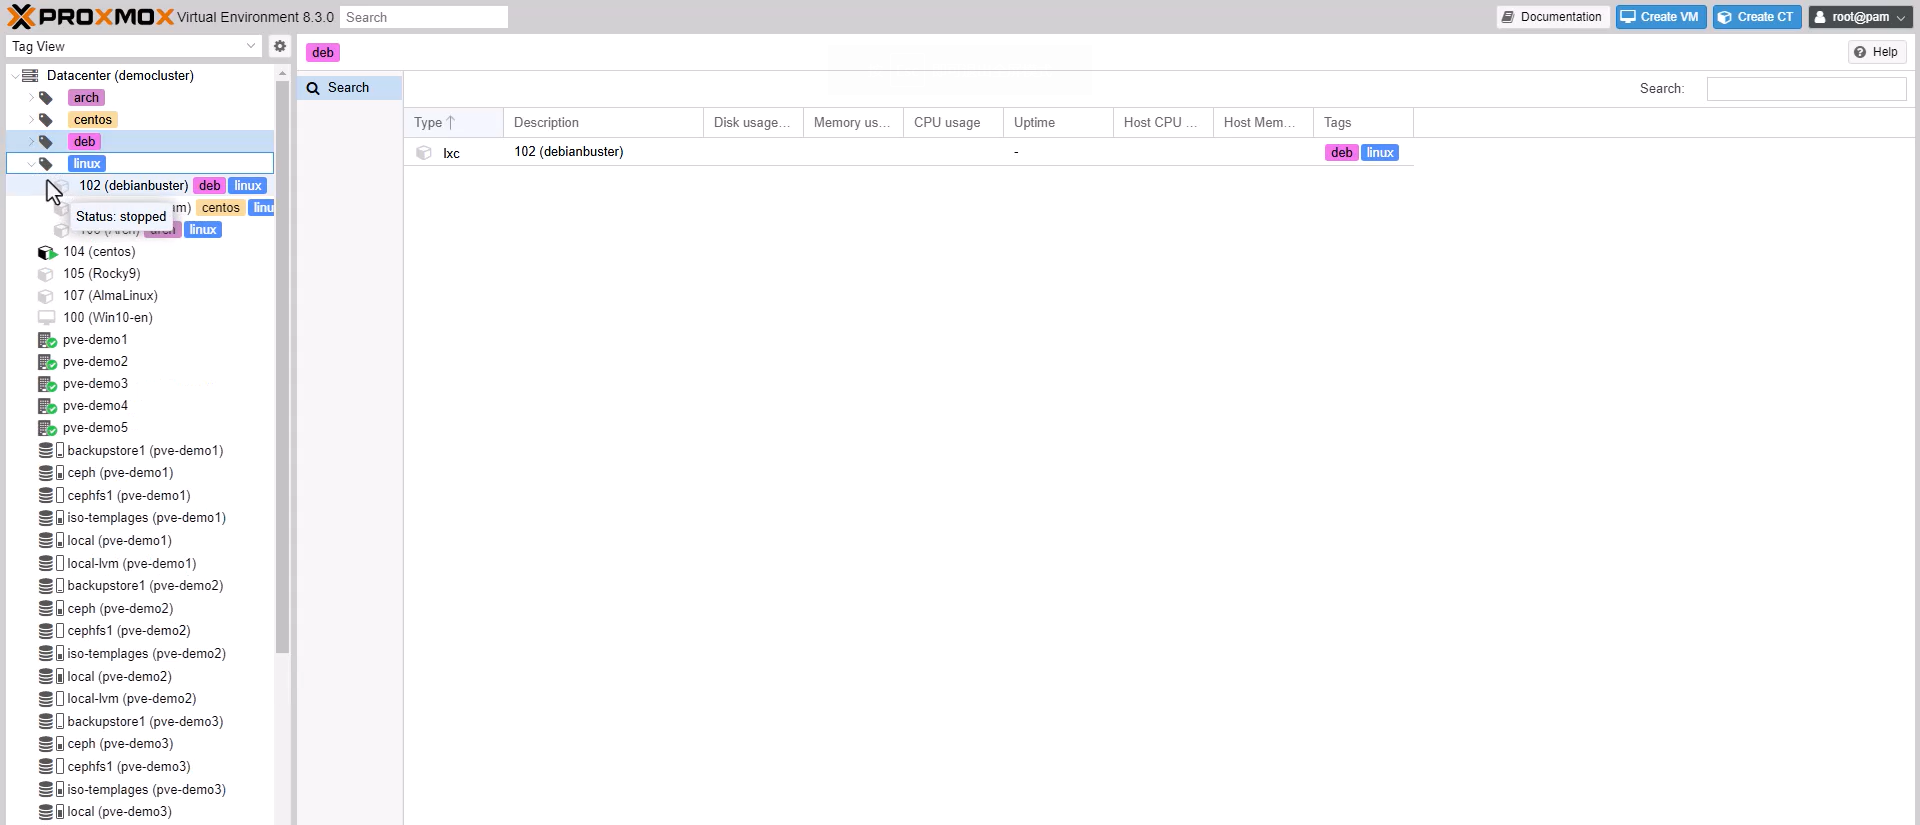 PROXMOX Virtual Environment 8.3.0 Search Documentation Create VM Create CT root@pam
Tag View deb Help
Datacenter (democluster) Search Search:
arch
centos
deb
linux
102 (debianbuster) deb linux
centos
Status: stopped
linux
104 (centos)
105 (Rocky9)
107 (AlmaLinux)
100 (Win10-en)
pve-demo1
pve-demo2
pve-demo3
pve-demo4
pve-demo5
backupstore1 (pve-demo1)
ceph (pve-demo1)
cephfs1 (pve-demo1)
iso-templages (pve-demo1)
local (pve-demo1)
local-lvm (pve-demo1)
backupstore1 (pve-demo2)
ceph (pve-demo2)
cephfs1 (pve-demo2)
iso-templages (pve-demo2)
local (pve-demo2)
local-lvm (pve-demo2)
backupstore1 (pve-demo3)
ceph (pve-demo3)
cephfs1 (pve-demo3)
iso-templages (pve-demo3)
local (pve-demo3)
Type Description Disk usage... Memory us... CPU usage Uptime Host CPU ... Host Mem... Tags
lxc 102 (debianbuster) - deb linux